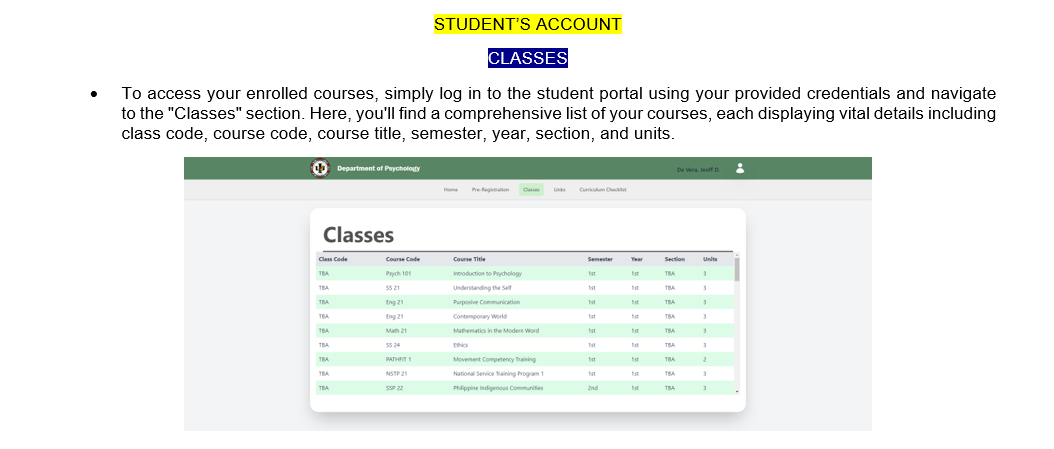 STUDENT'S ACCOUNT
CLASSES
• To access your enrolled courses, simply log in to the student portal using your provided credentials and navigate
to the "Classes" section. Here, you'll find a comprehensive list of your courses, each displaying vital details including
class code, course code, course title, semester, year, section, and units.
Department of Psychology De Vera, Jeoff D.
Home Pre-Registration Classes Links Curriculum Checklist
Classes
Class Code Course Code Course Title Semester Year Section Units
TBA Psych 101 Introduction to Psychology 1st 1st TBA 3
TBA SS 21 Understanding the Self 1st 1st TBA 3
TBA Eng 21 Purposive Communication 1st 1st TBA 3
TBA Eng 21 Contemporary World 1st 1st TBA 3
TBA Math 21 Mathematics in the Modern Word 1st 1st TBA 3
TBA SS 24 Ethics 1st 1st TBA 3
TBA PATHFIT 1 Movement Competency Training 1st 1st TBA 2
TBA NSTP 21 National Service Training Program 1 1st 1st TBA 3
TBA SSP 22 Philippine Indigenous Communities 2nd 1st TBA 3